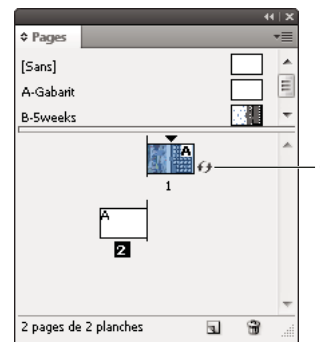 Pages
[Sans]
A-Gabarit
B-5weeks
A
1
A
2
2 pages de 2 planches